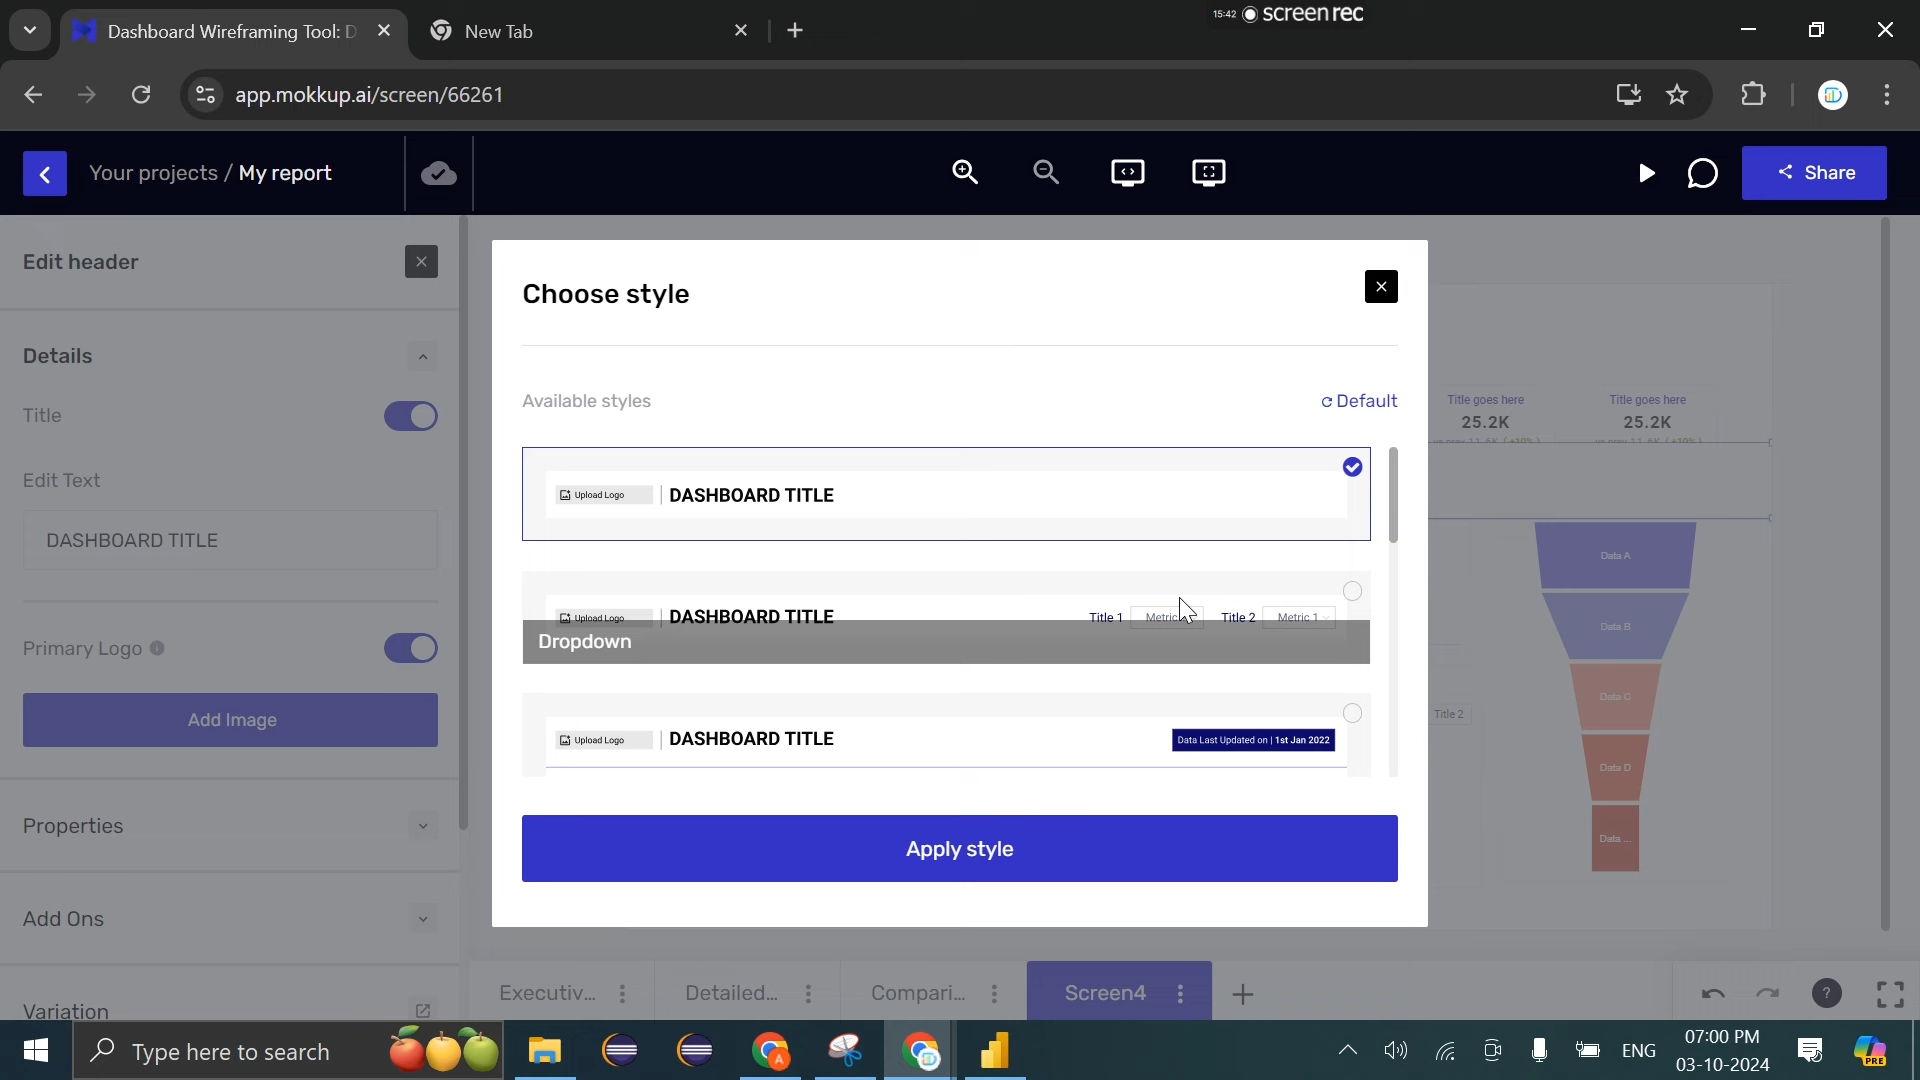 Dashboard Wireframing Tool: D
New Tab
15:42 screenrec
app.mokkup.ai/screen/66261
Your projects / My report
Share
Edit header
Details
Title
Edit Text
DASHBOARD TITLE
Primary Logo
Add Image
Properties
Add Ons
Variation
Choose style
Available styles
Default
Upload Logo
DASHBOARD TITLE
Upload Logo
DASHBOARD TITLE
Title 1
Title 2
Metric 1
Dropdown
Upload Logo
DASHBOARD TITLE
Data Last Updated on | 1st Jan 2022
Apply style
Title goes here
25.2K
Title goes here
25.2K
Data A
Data B
Data C
Data D
Data ...
Title 2
Executiv...
Detailed...
Compari...
Screen4
Type here to search
ENG
07:00 PM
03-10-2024
PRE